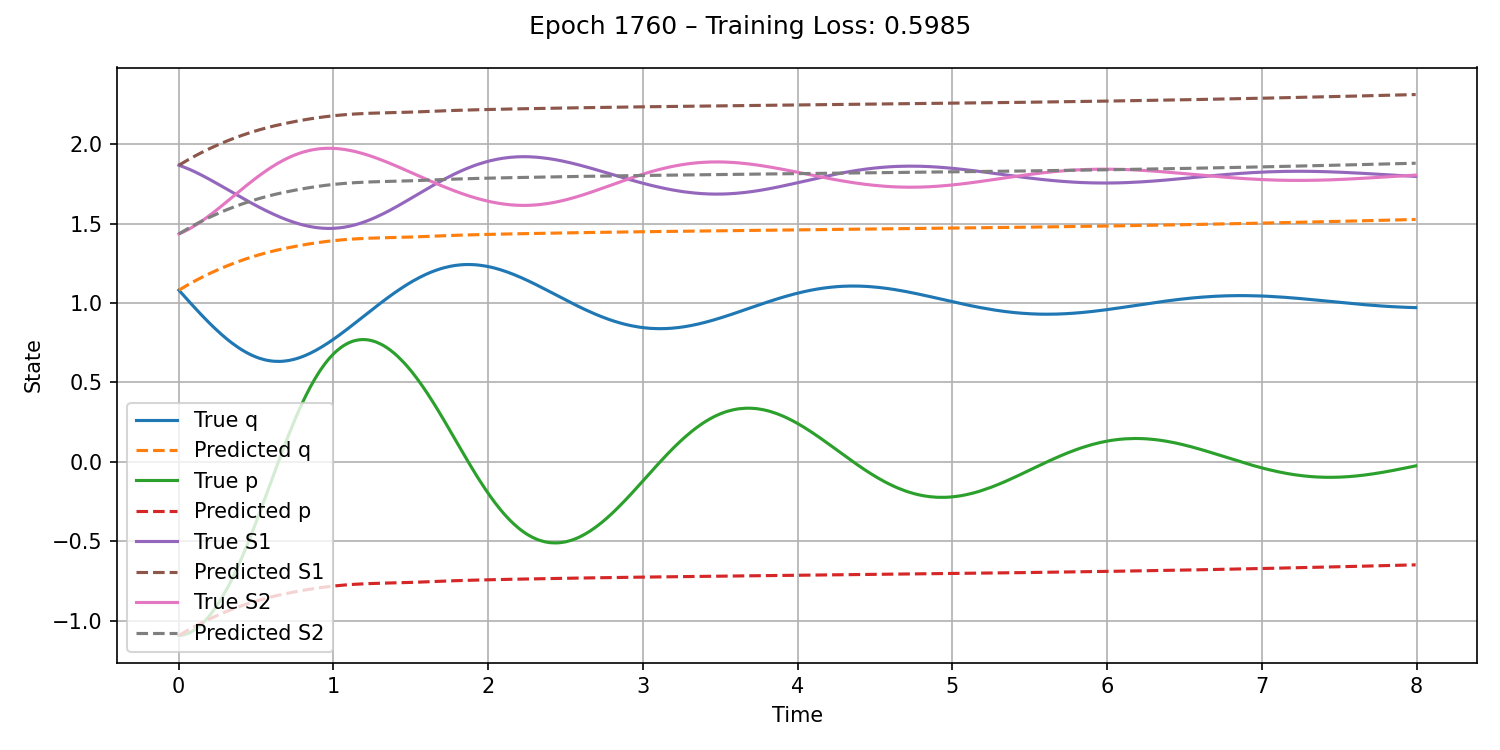 Epoch 1760 – Training Loss: 0.5985
State
2.0
1.5
1.0
0.5
0.0
−0.5
−1.0
True q
Predicted q
True p
Predicted p
True S1
Predicted S1
True S2
Predicted S2
0 1 2 3 4 5 6 7 8
Time